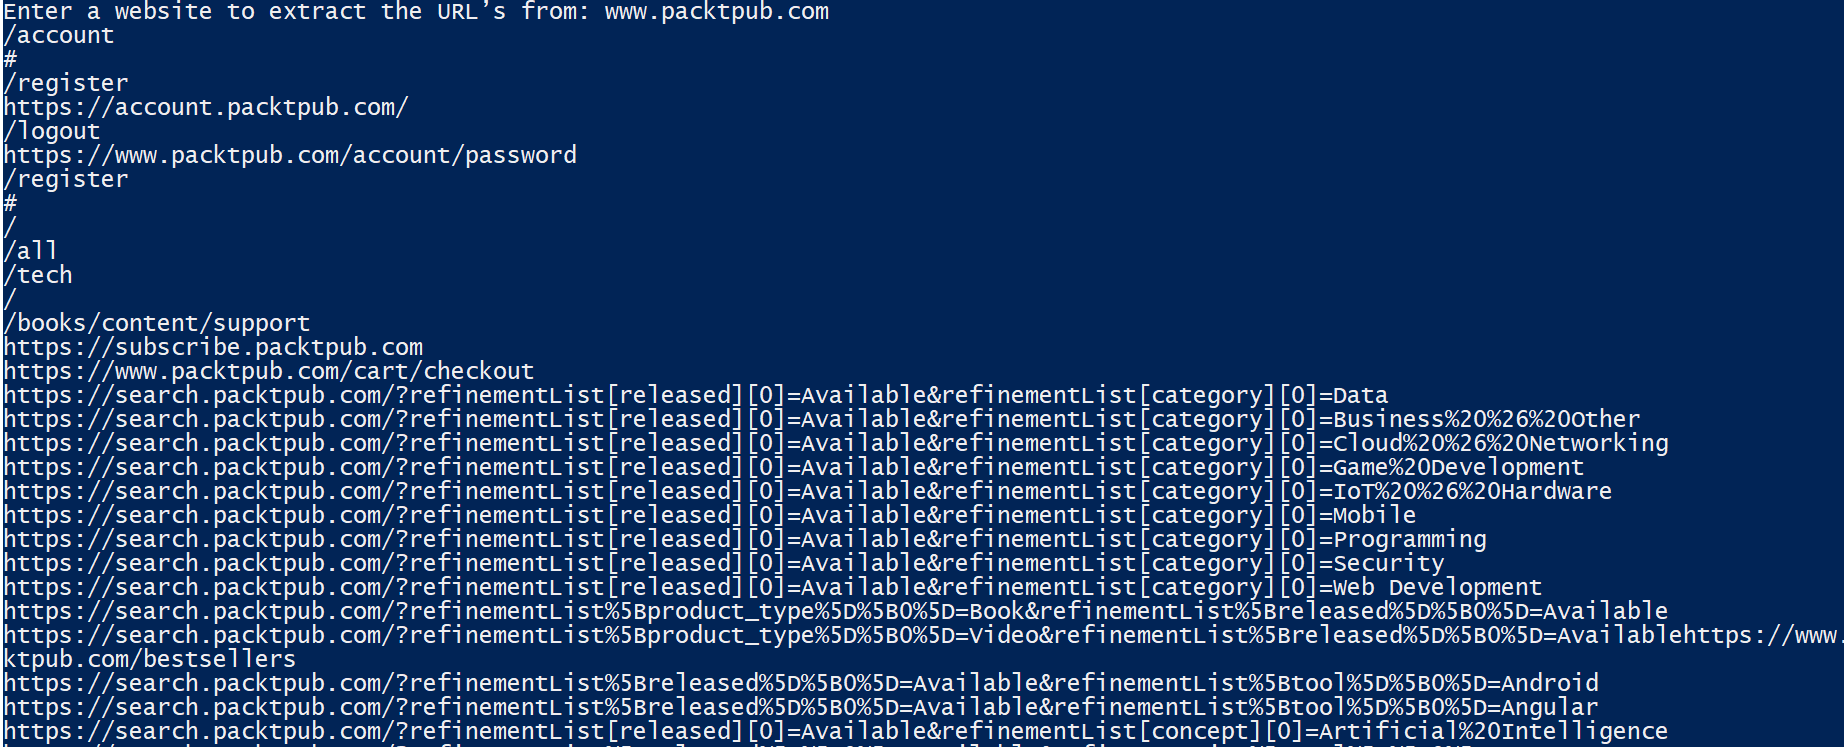 Enter a website to extract the URL’s from: www.packtpub.com
/account
#
/register
https://account.packtpub.com/
/logout
https://www.packtpub.com/account/password
/register
#
/
/all
/tech
/
/books/content/support
https://subscribe.packtpub.com
https://www.packtpub.com/cart/checkout
https://search.packtpub.com/?refinementList[released][0]=Available&refinementList[category][0]=Data
https://search.packtpub.com/?refinementList[released][0]=Available&refinementList[category][0]=Business%20%26%20Other
https://search.packtpub.com/?refinementList[released][0]=Available&refinementList[category][0]=Cloud%20%26%20Networking
https://search.packtpub.com/?refinementList[released][0]=Available&refinementList[category][0]=Game%20Development
https://search.packtpub.com/?refinementList[released][0]=Available&refinementList[category][0]=IoT%20%26%20Hardware
https://search.packtpub.com/?refinementList[released][0]=Available&refinementList[category][0]=Mobile
https://search.packtpub.com/?refinementList[released][0]=Available&refinementList[category][0]=Programming
https://search.packtpub.com/?refinementList[released][0]=Available&refinementList[category][0]=Security
https://search.packtpub.com/?refinementList[released][0]=Available&refinementList[category][0]=Web Development
https://search.packtpub.com/?refinementList%5Bproduct_type%5D%5B0%5D=Book&refinementList%5Breleased%5D%5B0%5D=Available
https://search.packtpub.com/?refinementList%5Bproduct_type%5D%5B0%5D=Video&refinementList%5Breleased%5D%5B0%5D=Availablehttps://www.
ktpub.com/bestsellers
https://search.packtpub.com/?refinementList%5Breleased%5D%5B0%5D=Available&refinementList%5Btool%5D%5B0%5D=Android
https://search.packtpub.com/?refinementList%5Breleased%5D%5B0%5D=Available&refinementList%5Btool%5D%5B0%5D=Angular
https://search.packtpub.com/?refinementList[released][0]=Available&refinementList[concept][0]=Artificial%20Intelligence